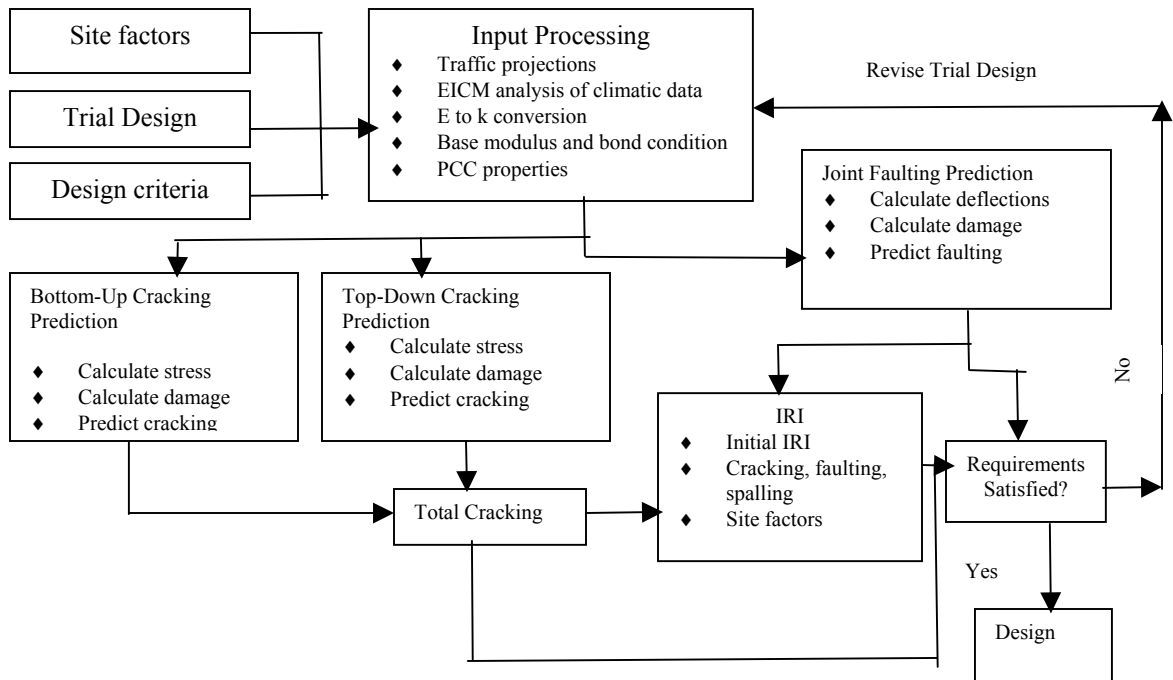 Site factors
Trial Design
Design criteria
Input Processing
♦ Traffic projections
♦ EICM analysis of climatic data
♦ E to k conversion
♦ Base modulus and bond condition
♦ PCC properties
Revise Trial Design
Joint Faulting Prediction
♦ Calculate deflections
♦ Calculate damage
♦ Predict faulting
Bottom-Up Cracking
Prediction
♦ Calculate stress
♦ Calculate damage
♦ Predict cracking
Top-Down Cracking
Prediction
♦ Calculate stress
♦ Calculate damage
♦ Predict cracking
Total Cracking
IRI
♦ Initial IRI
♦ Cracking, faulting,
spalling
♦ Site factors
Requirements
Satisfied?
No
Yes
Design